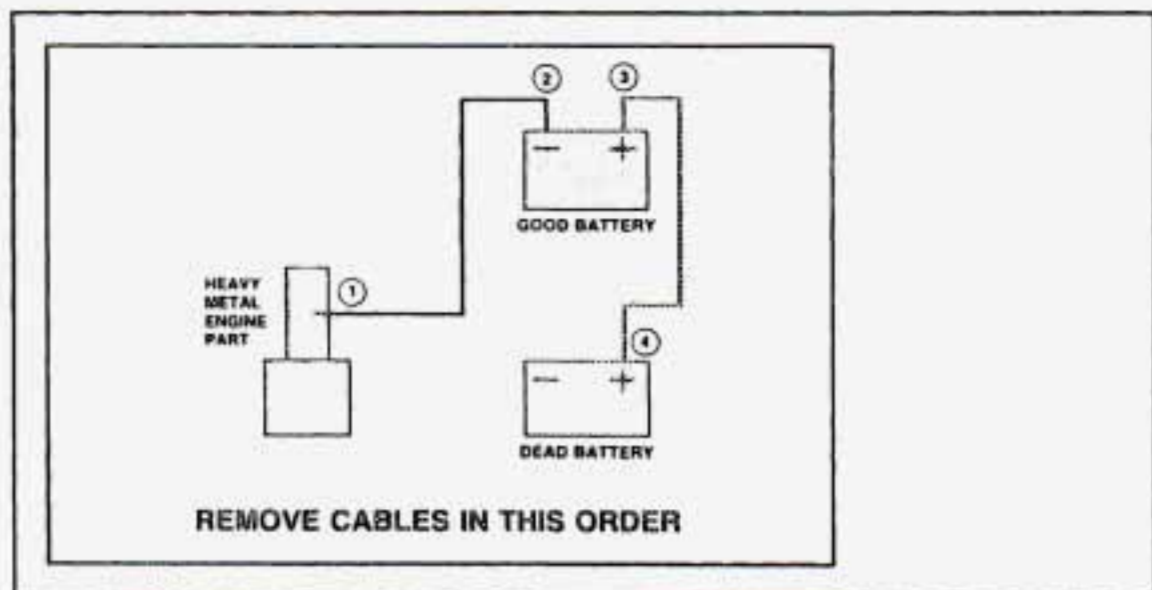 2
3
− +
GOOD BATTERY
HEAVY
METAL
ENGINE
PART
1
4
− +
DEAD BATTERY
REMOVE CABLES IN THIS ORDER